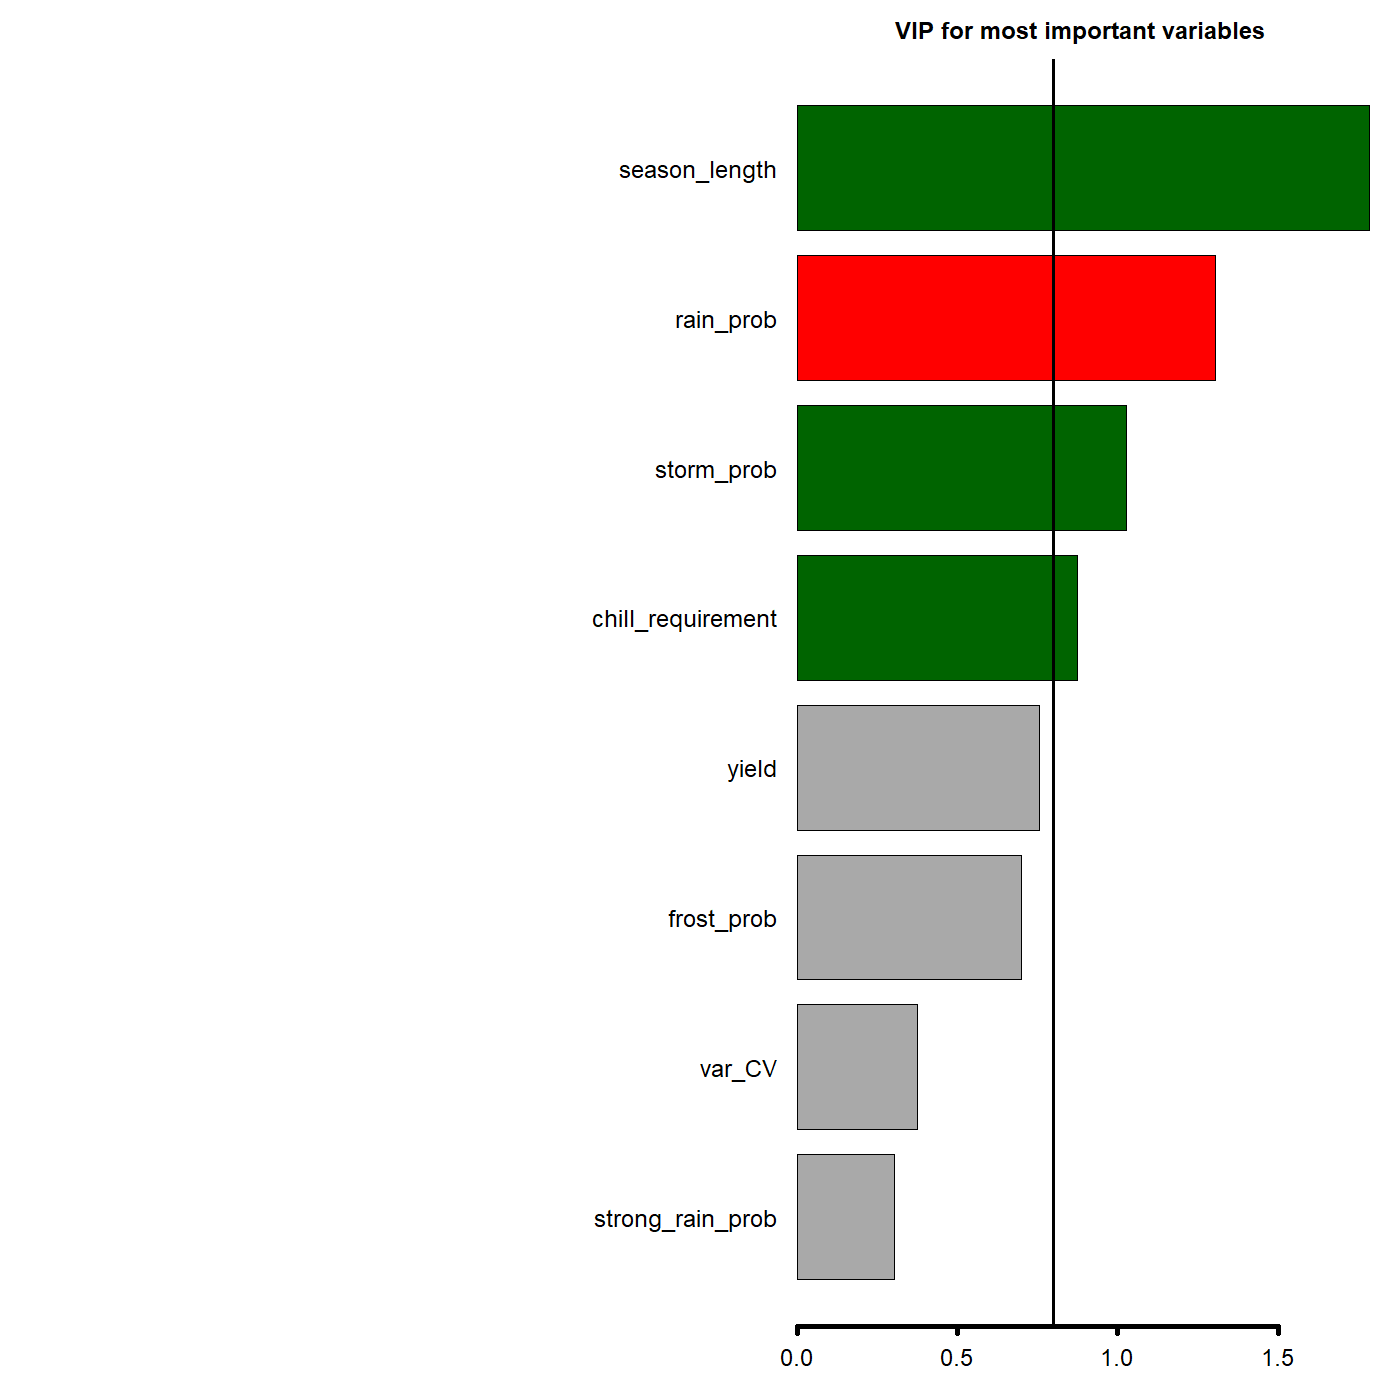 VIP for most important variables
season_length
rain_prob
storm_prob
chill_requirement
yield
frost_prob
var_CV
strong_rain_prob
0.0 0.5 1.0 1.5